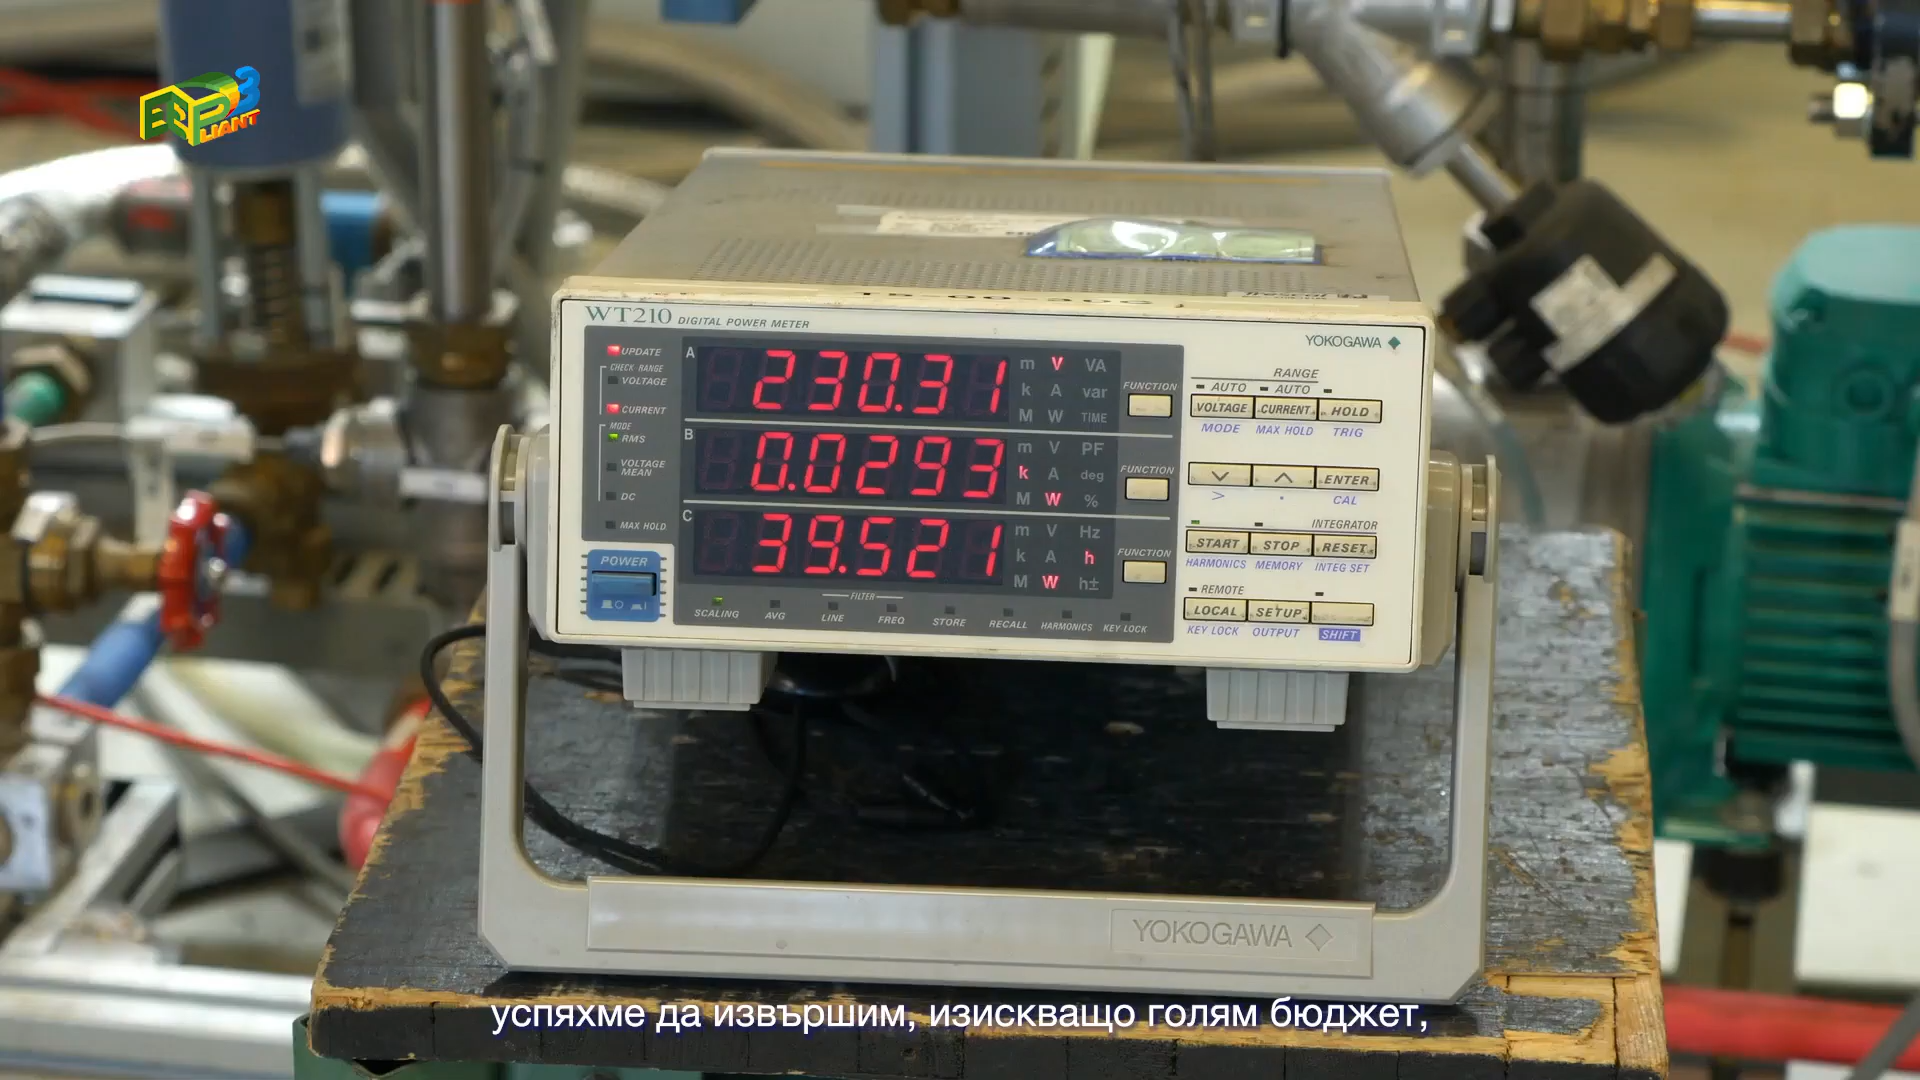 EEP 3
LIANT
WT210 DIGITAL POWER METER
YOKOGAWA
UPDATE
CHECK RANGE
VOLTAGE
CURRENT
MODE
RMS
VOLTAGE
MEAN
DC
MAX HOLD
POWER
A 230.31 m V VA
k A var
M W TIME
FUNCTION
B 0.0293 m V PF
k A deg
M W %
FUNCTION
C 39.521 m V Hz
k A h
M W h±
FUNCTION
FILTER
SCALING AVG LINE FREQ STORE RECALL HARMONICS KEY LOCK
RANGE
AUTO AUTO
VOLTAGE CURRENT HOLD
MODE MAX HOLD TRIG
ENTER
> . CAL
INTEGRATOR
START STOP RESET
HARMONICS MEMORY INTEG SET
REMOTE
LOCAL SETUP
KEY LOCK OUTPUT SHIFT
YOKOGAWA
успяхме да извършим, изискващо голям бюджет,